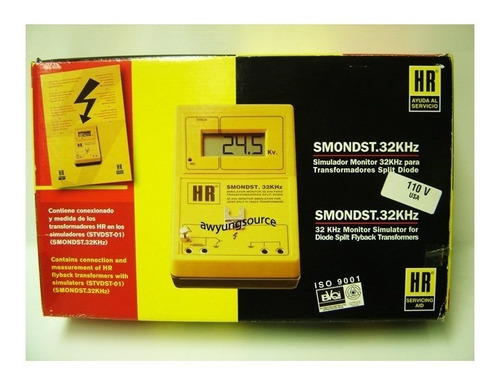 HR
AYUDA AL
SERVICIO
24.5
Kv.
HR
SMONDST. 32KHz
awyungsource
SMONDST.32KHz
Simulador Monitor 32KHz para
Transformadores Split Diode
110 V
USA
SMONDST.32KHz
32 KHz Monitor Simulator for
Diode Split Flyback Transformers
Contiene conexionado
y medida de los
transformadores HR en los
simuladores (STVDST-01)
(SMONDST.32KHz)
Contains connection and
measurement of HR
flyback transformers with
simulators (STVDST-01)
(SMONDST.32KHz)
ISO 9001
BVQI
HR
SERVICING
AID